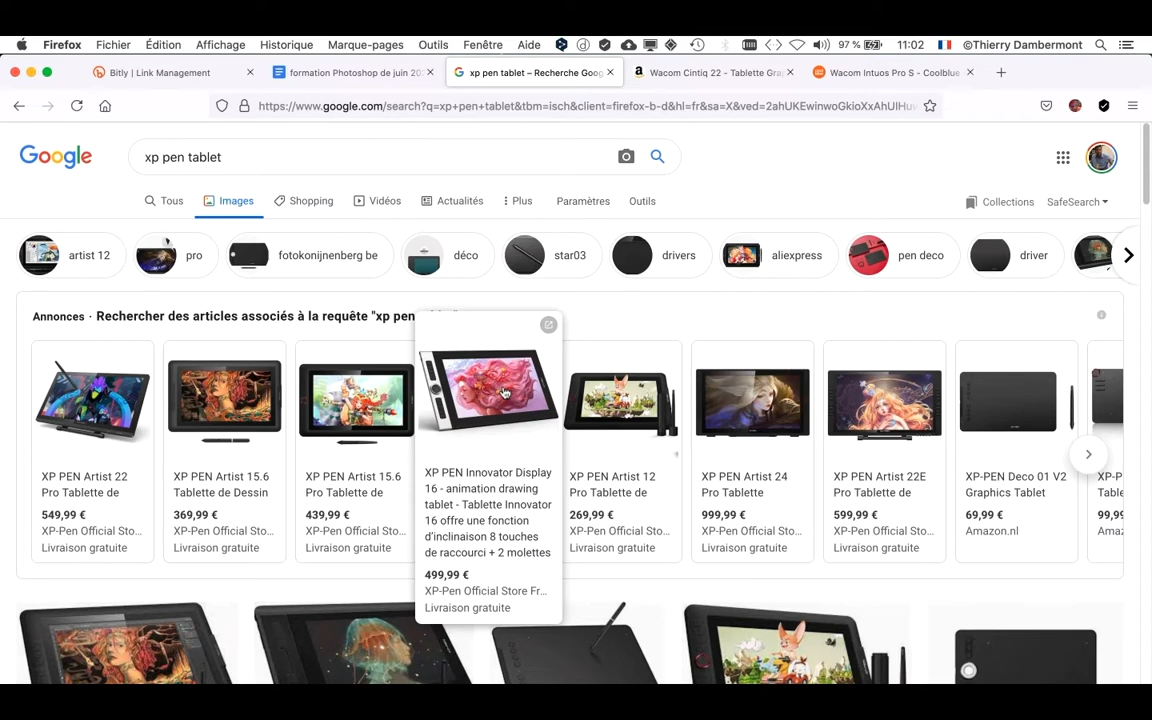 Firefox Fichier Édition Affichage Historique Marque-pages Outils Fenêtre Aide 97 % 11:02 ©Thierry Dambermont
Bitly | Link Management
formation Photoshop de juin 202
xp pen tablet – Recherche Goog
Wacom Cintiq 22 - Tablette Gra
Wacom Intuos Pro S - Coolblue
https://www.google.com/search?q=xp+pen+tablet&tbm=isch&client=firefox-b-d&hl=fr&sa=X&ved=2ahUKEwinwoGkioXxAhUIHuw
Google
xp pen tablet
Tous Images Shopping Vidéos Actualités Plus Paramètres Outils
Collections SafeSearch
artist 12 pro fotokonijnenberg be déco star03 drivers aliexpress pen deco driver
Annonces · Rechercher des articles associés à la requête "xp pen
XP PEN Artist 22
Pro Tablette de
549,99 €
XP-Pen Official Sto...
Livraison gratuite
XP PEN Artist 15.6
Tablette de Dessin
369,99 €
XP-Pen Official Sto...
Livraison gratuite
XP PEN Artist 15.6
Pro Tablette de
439,99 €
XP-Pen Official Sto...
Livraison gratuite
XP PEN Innovator Display
16 - animation drawing
tablet - Tablette Innovator
16 offre une fonction
d'inclinaison 8 touches
de raccourci + 2 molettes
499,99 €
XP-Pen Official Store Fr...
Livraison gratuite
XP PEN Artist 12
Pro Tablette de
269,99 €
XP-Pen Official Sto...
Livraison gratuite
XP PEN Artist 24
Pro Tablette
999,99 €
XP-Pen Official Sto...
Livraison gratuite
XP PEN Artist 22E
Pro Tablette de
599,99 €
XP-Pen Official Sto...
Livraison gratuite
XP-PEN Deco 01 V2
Graphics Tablet
69,99 €
Amazon.nl
XP-P
Table
99,99
Amaz